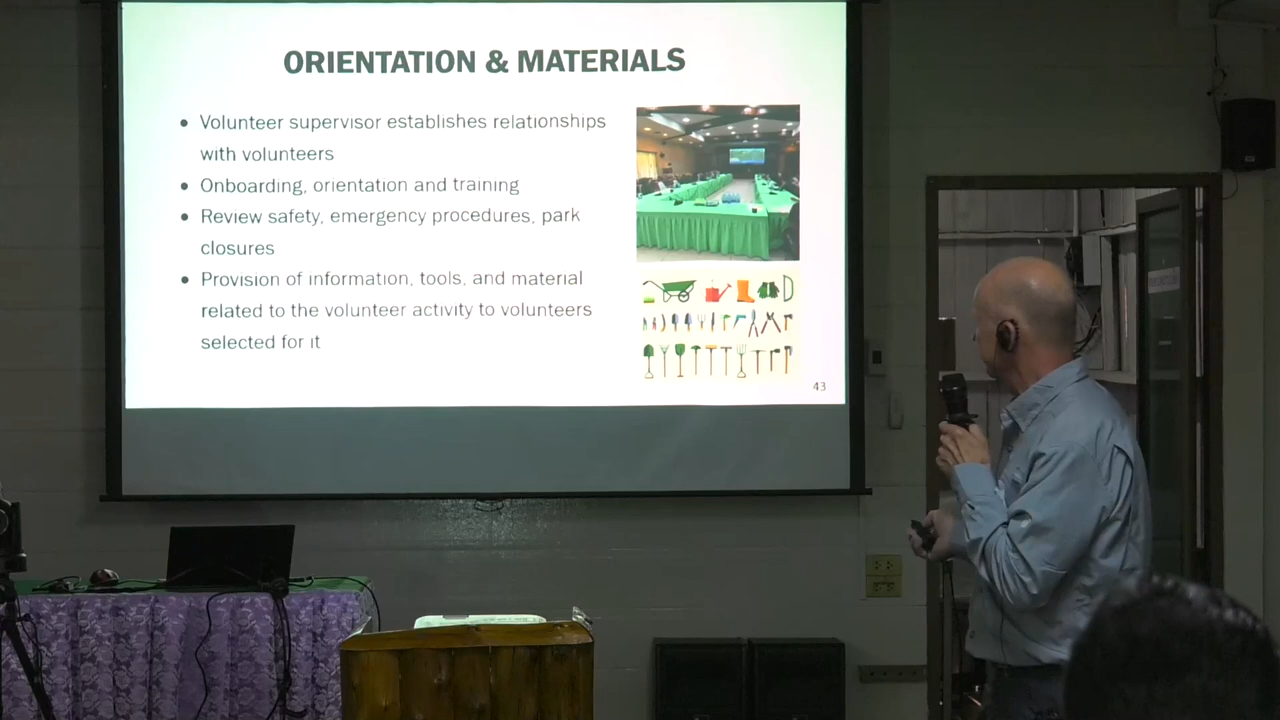 ORIENTATION & MATERIALS
• Volunteer supervisor establishes relationships
with volunteers
• Onboarding, orientation and training
• Review safety, emergency procedures, park
closures
• Provision of information, tools, and material
related to the volunteer activity to volunteers
selected for it
43